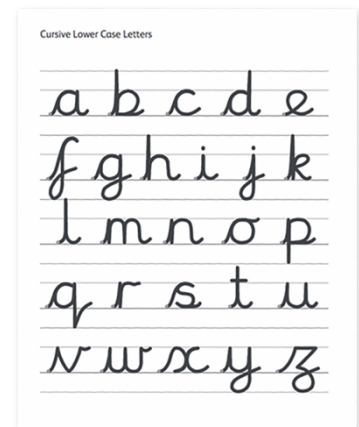 Cursive Lower Case Letters
a b c d e
f g h i j k
l m n o p
q r s t u
v w x y z